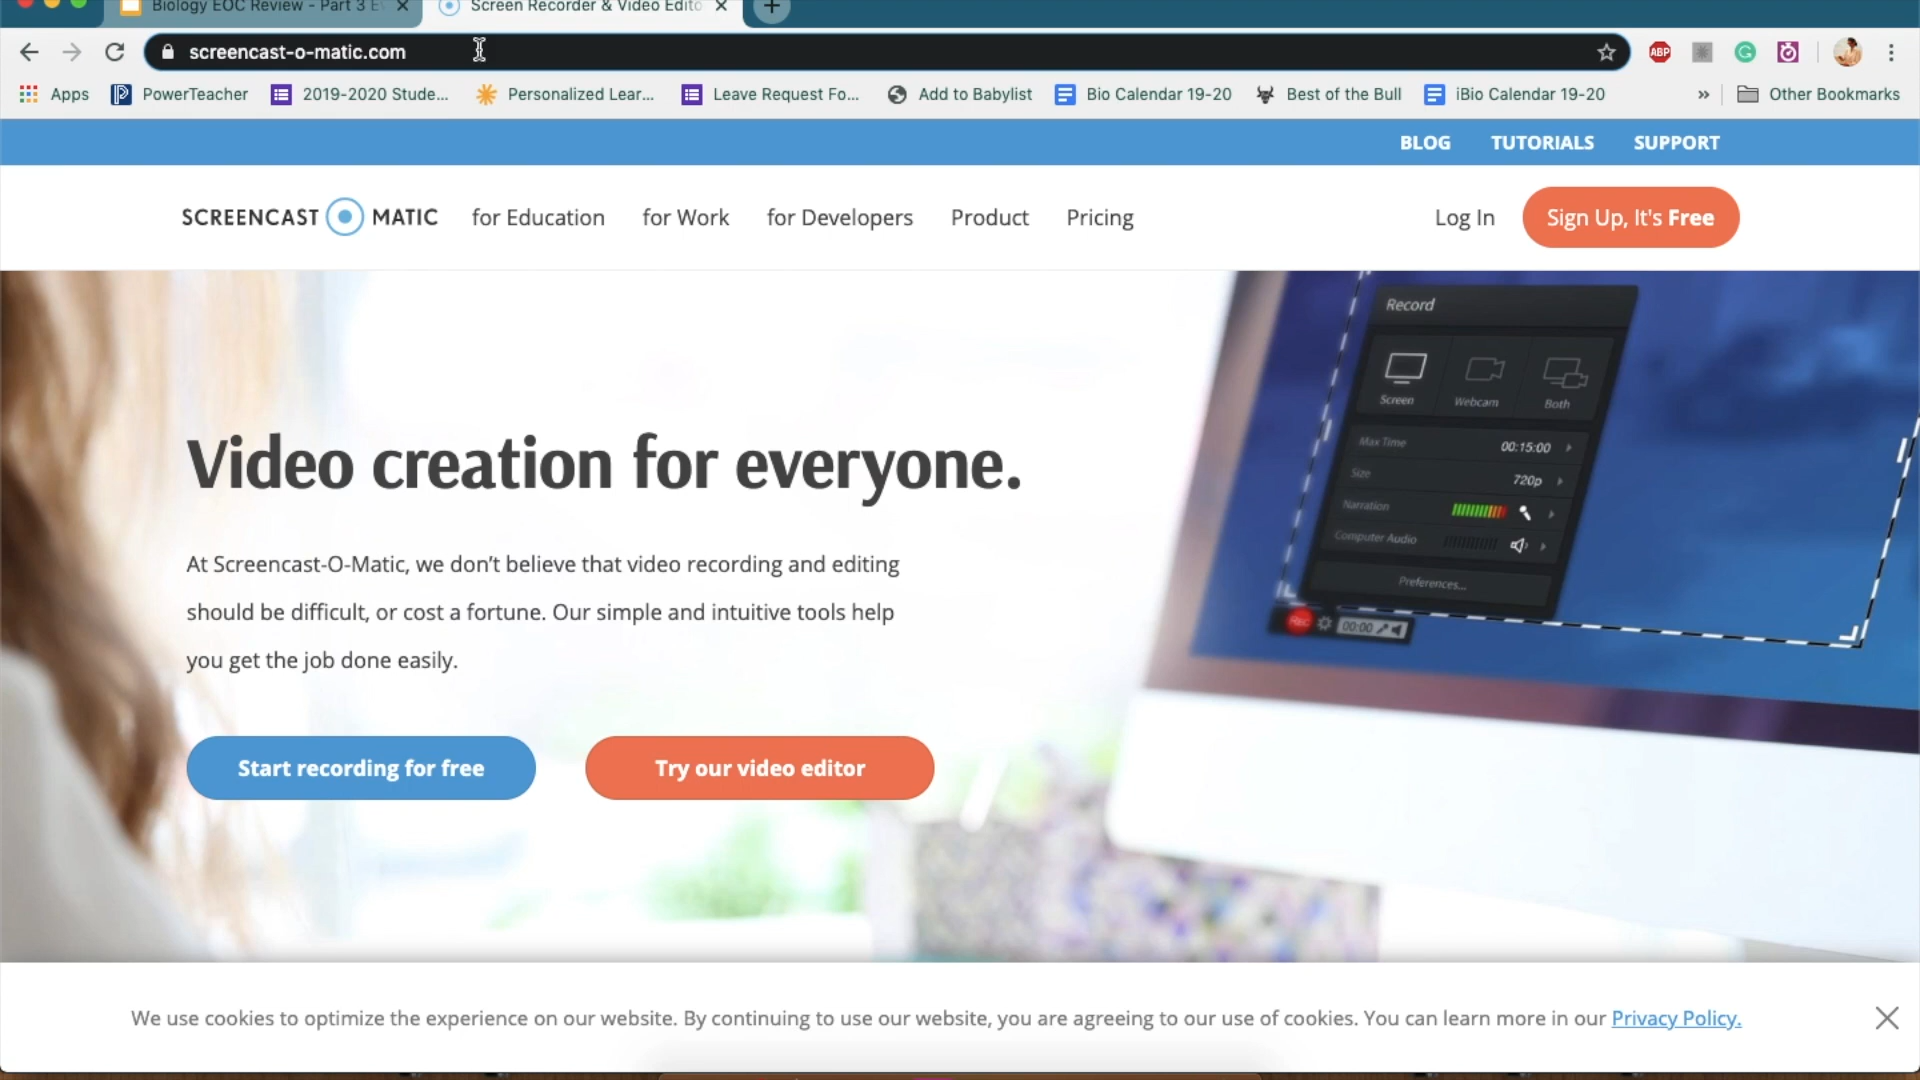 Biology EOC Review - Part 3 E
Screen Recorder & Video Edito
screencast-o-matic.com
ABP
Apps
PowerTeacher
2019-2020 Stude...
Personalized Lear...
Leave Request Fo...
Add to Babylist
Bio Calendar 19-20
Best of the Bull
iBio Calendar 19-20
»
Other Bookmarks
BLOG
TUTORIALS
SUPPORT
SCREENCAST MATIC
for Education
for Work
for Developers
Product
Pricing
Log In
Sign Up, It's Free
Record
Screen
Webcam
Both
Max Time
00:15:00
Size
720p
Narration
Computer Audio
Preferences...
Rec
00:00
Video creation for everyone.
At Screencast-O-Matic, we don't believe that video recording and editing
should be difficult, or cost a fortune. Our simple and intuitive tools help
you get the job done easily.
Start recording for free
Try our video editor
We use cookies to optimize the experience on our website. By continuing to use our website, you are agreeing to our use of cookies. You can learn more in our Privacy Policy.